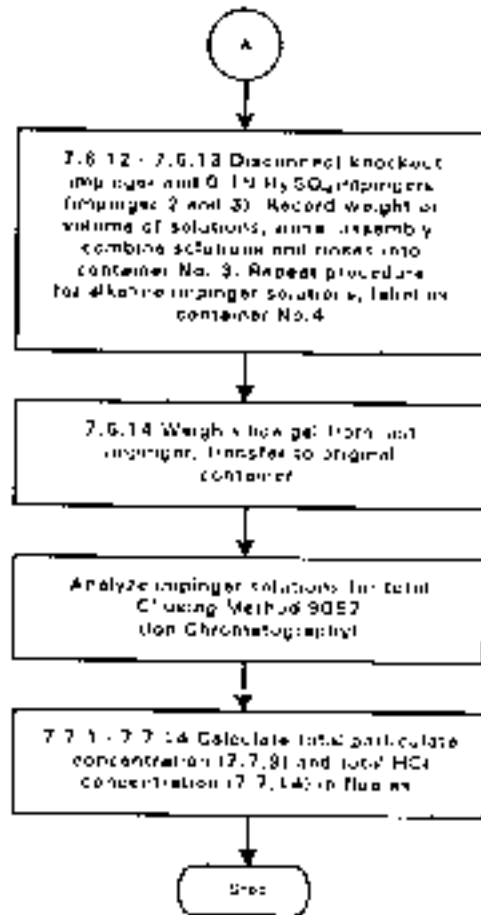 A
7.6.12 - 7.6.13 Disconnect knockout
impinger and 0.1N H₂SO₄ impingers
(impinger 2 and 3). Record weight or
volume of solutions, assembly
combine solutions and rinses into
container No. 3. Repeat procedure
for alkaline impinger solutions, label as
container No.4
7.6.14 Weigh gel from last
impinger, Transfer to original
container
Analyze impinger solutions for total
Cl⁻ using Method 9057
(Ion Chromatography)
7.7.1 - 7.7.14 Calculate total particulate
concentration (7.7.9) and total HCl
concentration (7.7.14) in
Stop